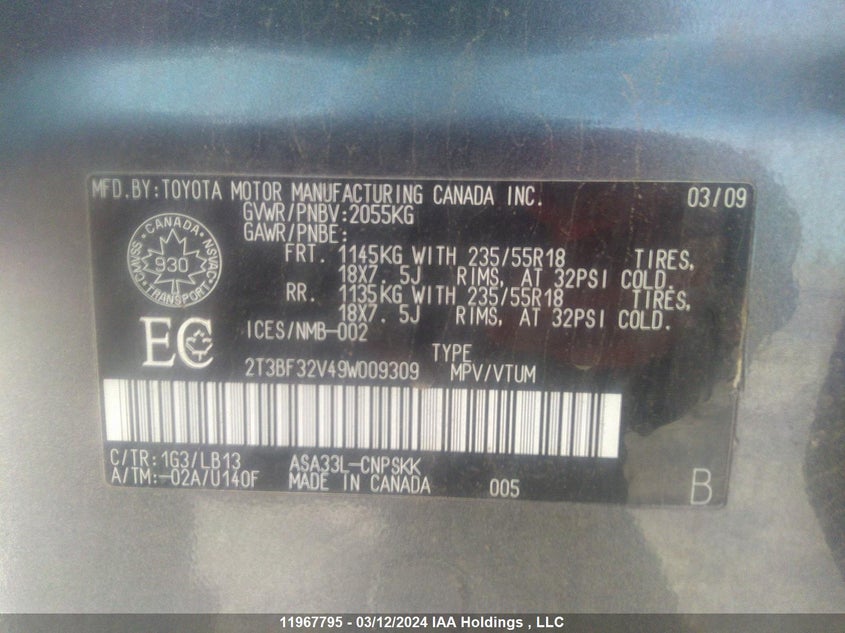 MFD.BY:TOYOTA MOTOR MANUFACTURING CANADA INC. 03/09
GVWR/PNBV:2055KG
GAWR/PNBE:
FRT. 1145KG WITH 235/55R18 TIRES,
18X7.5J RIMS, AT 32PSI COLD.
RR. 1135KG WITH 235/55R18 TIRES,
18X7.5J RIMS, AT 32PSI COLD.
CANADA
NSVAC
930
CMVSS
TRANSPORT
EC
ICES/NMB-002
TYPE
2T3BF32V49W009309 MPV/VTUM
C/TR:1G3/LB13 ASA33L-CNPSKK
A/TM:-02A/U140F MADE IN CANADA 005
B
11967795 - 03/12/2024 IAA Holdings , LLC